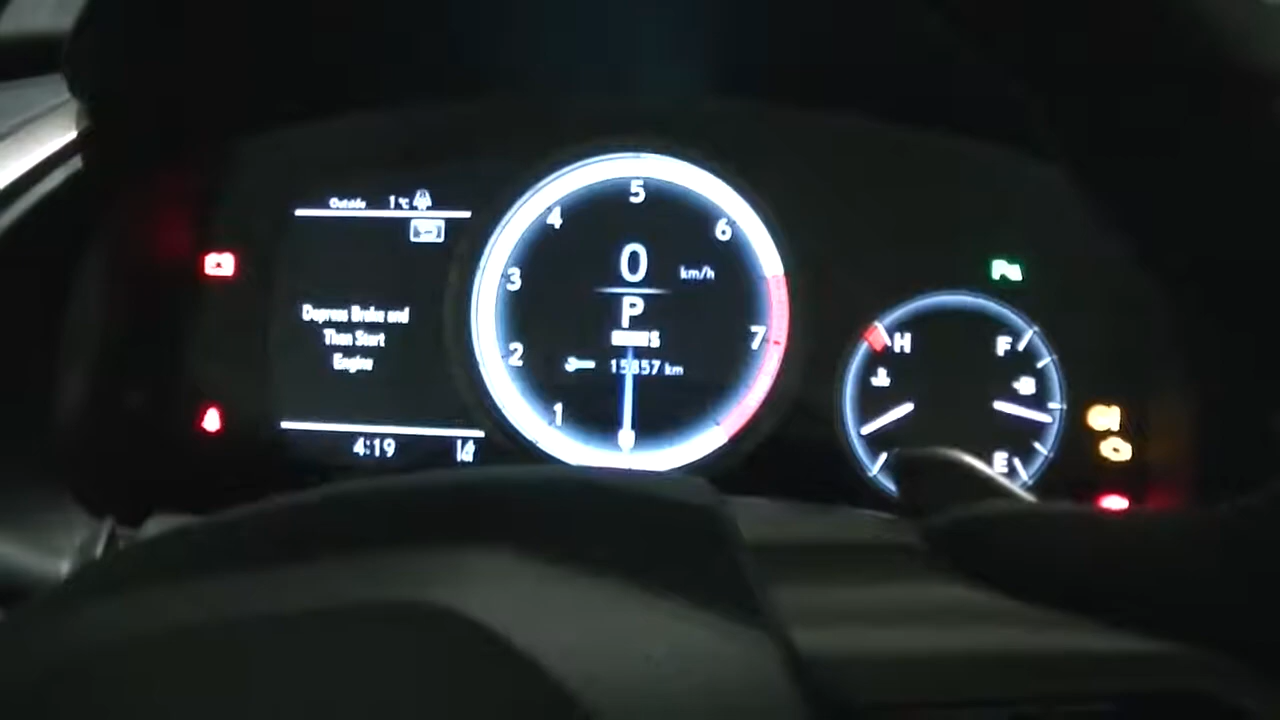 Outside 1°C
Depress Brake and
Then Start
Engine
4:19
5
4
6
3
7
2
1
0 km/h
P
S
15857 km
H
F
E